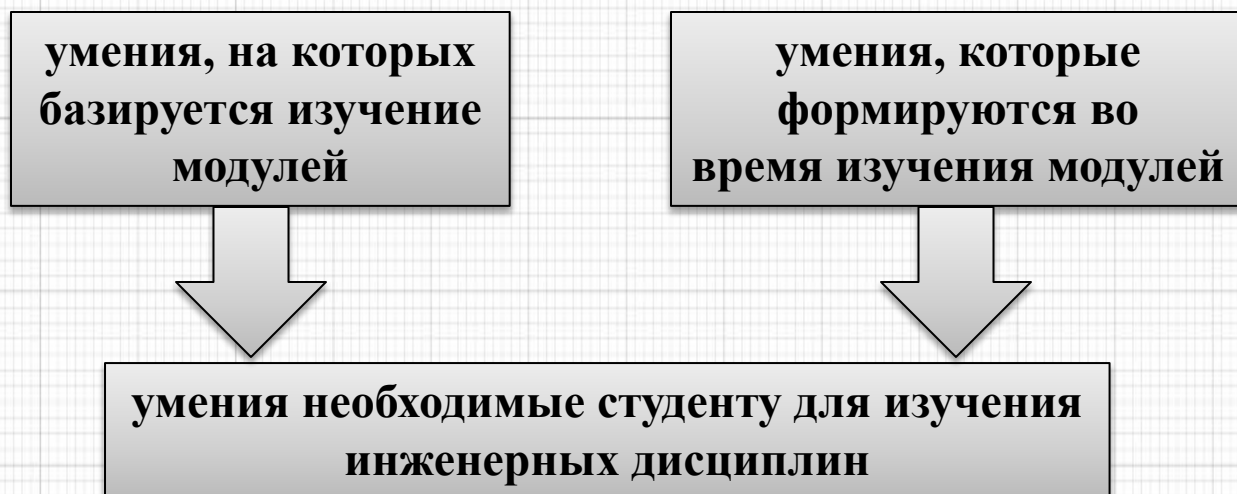 умения, на которых
базируется изучение
модулей
умения, которые
формируются во
время изучения модулей
умения необходимые студенту для изучения
инженерных дисциплин